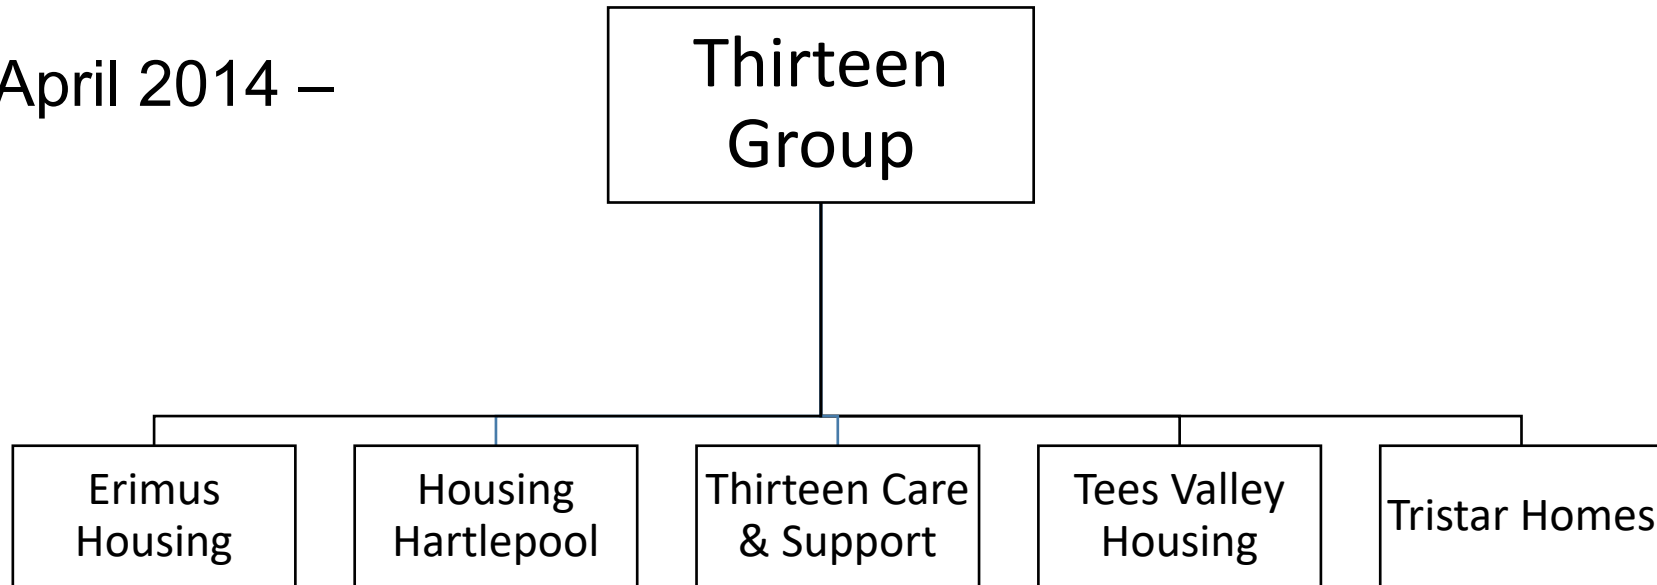 April 2014 –
Thirteen
Group
Erimus
Housing
Housing
Hartlepool
Thirteen Care
& Support
Tees Valley
Housing
Tristar Homes